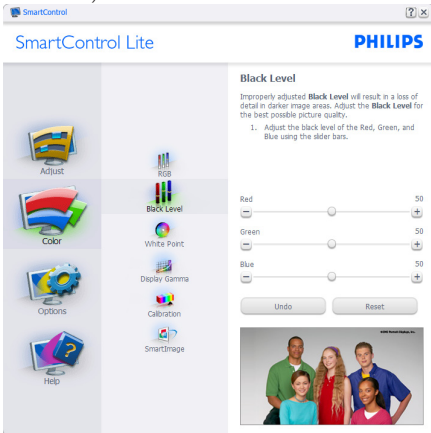 SmartControl
SmartControl Lite
PHILIPS
Adjust
Color
Options
Help
RGB
Black Level
White Point
Display Gamma
Calibration
SmartImage
Black Level
Improperly adjusted Black Level will result in a loss of
detail in darker image areas. Adjust the Black Level for
the best possible picture quality.
1. Adjust the black level of the Red, Green, and
Blue using the slider bars.
Red 50
Green 50
Blue 50
Undo Reset